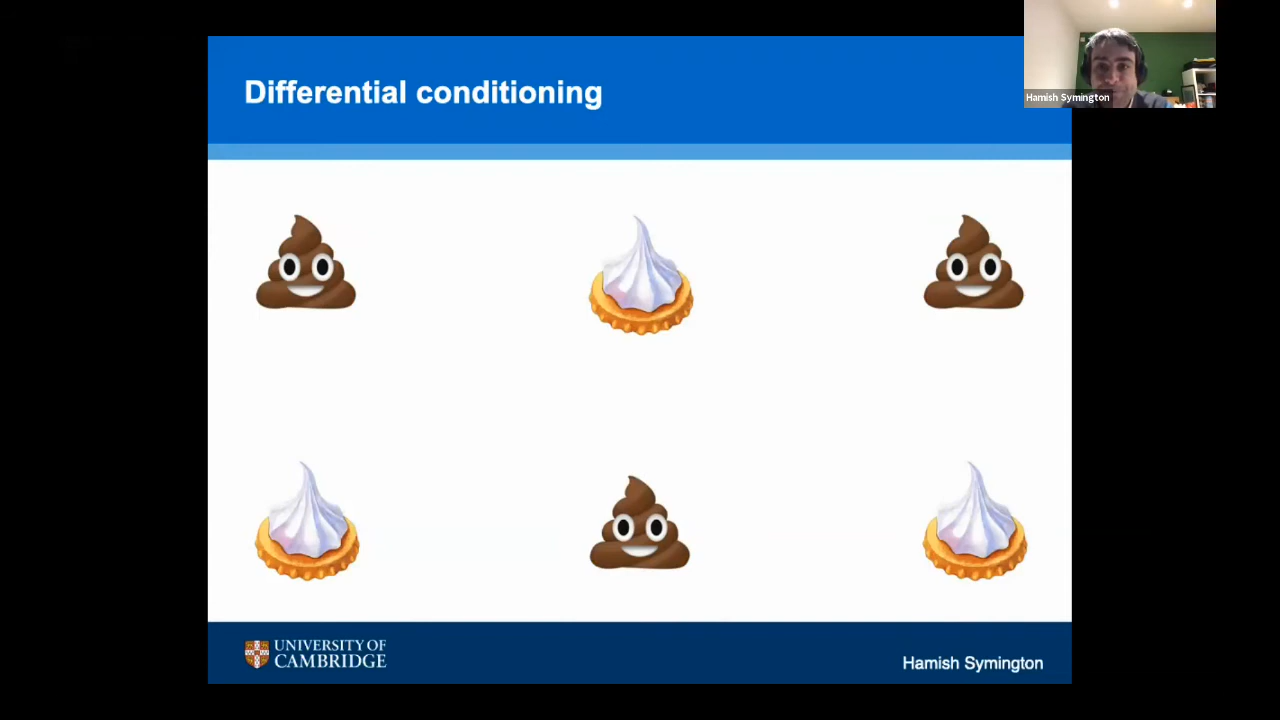 Differential conditioning
Hamish Symington
UNIVERSITY OF
CAMBRIDGE
Hamish Symington